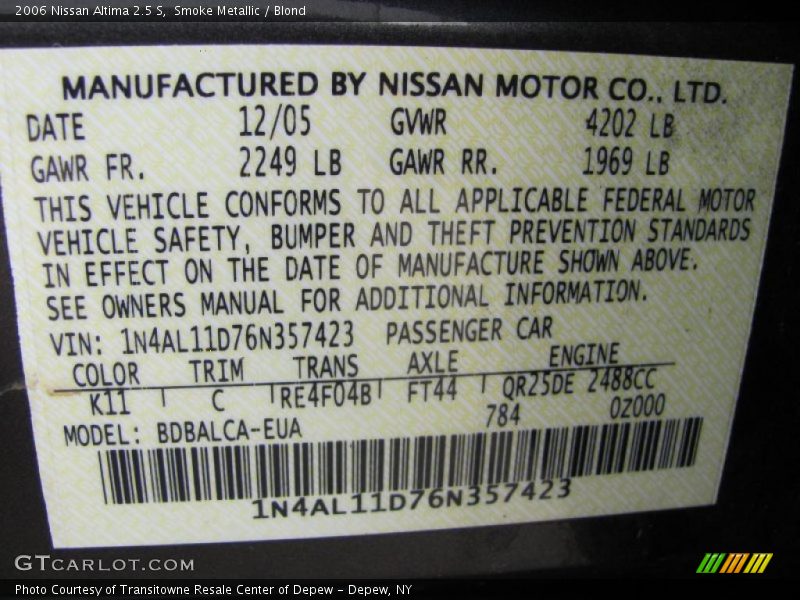 2006 Nissan Altima 2.5 S, Smoke Metallic / Blond
MANUFACTURED BY NISSAN MOTOR CO., LTD.
DATE 12/05 GVWR 4202 LB
GAWR FR. 2249 LB GAWR RR. 1969 LB
THIS VEHICLE CONFORMS TO ALL APPLICABLE FEDERAL MOTOR
VEHICLE SAFETY, BUMPER AND THEFT PREVENTION STANDARDS
IN EFFECT ON THE DATE OF MANUFACTURE SHOWN ABOVE.
SEE OWNERS MANUAL FOR ADDITIONAL INFORMATION.
VIN: 1N4AL11D76N357423 PASSENGER CAR
COLOR TRIM TRANS AXLE ENGINE
K11 C RE4F04B FT44 QR25DE 2488CC
784 0Z000
MODEL: BDBALCA-EUA
1N4AL11D76N357423
GTCARLOT.COM
Photo Courtesy of Transitowne Resale Center of Depew – Depew, NY